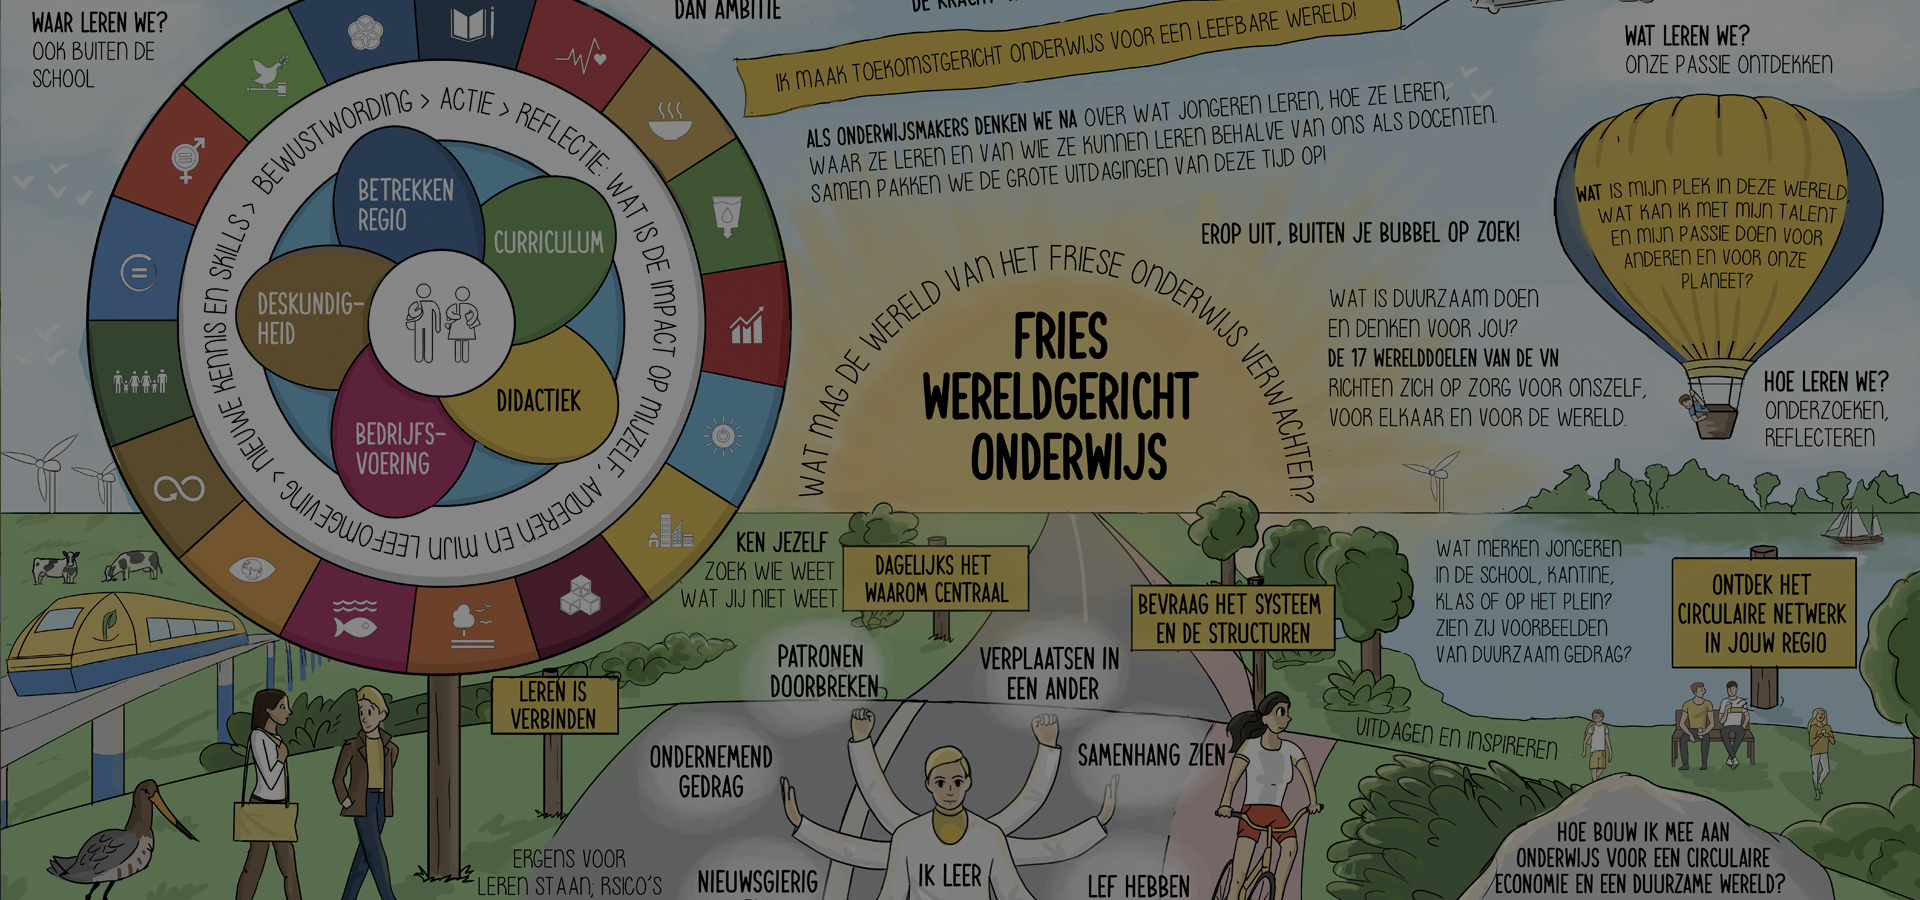 WAAR LEREN WE?
OOK BUITEN DE
SCHOOL
DAN AMBITIE
DE KRACHT
IK MAAK TOEKOMSTGERICHT ONDERWIJS VOOR EEN LEEFBARE WERELD!
ALS ONDERWIJSMAKERS DENKEN WE NA OVER WAT JONGEREN LEREN, HOE ZE LEREN,
WAAR ZE LEREN EN VAN WIE ZE KUNNEN LEREN BEHALVE VAN ONS ALS DOCENTEN.
SAMEN PAKKEN WE DE GROTE UITDAGINGEN VAN DEZE TIJD OP!
WAT LEREN WE?
ONZE PASSIE ONTDEKKEN
WAT IS MIJN PLEK IN DEZE WERELD,
WAT KAN IK MET MIJN TALENT
EN MIJN PASSIE DOEN VOOR
ANDEREN EN VOOR ONZE
PLANEET?
BEWUSTWORDING > ACTIE > REFLECTIE: WAT IS DE IMPACT OP MIJZELF, ANDEREN EN MIJN LEEFOMGEVING > NIEUWE KENNIS EN SKILLS >
BETREKKEN
REGIO
CURRICULUM
DESKUNDIG-
HEID
DIDACTIEK
BEDRIJFS-
VOERING
EROP UIT, BUITEN JE BUBBEL OP ZOEK!
WAT MAG DE WERELD VAN HET FRIESE ONDERWIJS VERWACHTEN?
FRIES
WERELDGERICHT
ONDERWIJS
WAT IS DUURZAAM DOEN
EN DENKEN VOOR JOU?
DE 17 WERELDDOELEN VAN DE VN
RICHTEN ZICH OP ZORG VOOR ONSZELF,
VOOR ELKAAR EN VOOR DE WERELD.
HOE LEREN WE?
ONDERZOEKEN,
REFLECTEREN
KEN JEZELF
ZOEK WIE WEET
WAT JIJ NIET WEET
DAGELIJKS HET
WAAROM CENTRAAL
BEVRAAG HET SYSTEEM
EN DE STRUCTUREN
WAT MERKEN JONGEREN
IN DE SCHOOL, KANTINE,
KLAS OF OP HET PLEIN?
ZIEN ZIJ VOORBEELDEN
VAN DUURZAAM GEDRAG?
ONTDEK HET
CIRCULAIRE NETWERK
IN JOUW REGIO
LEREN IS
VERBINDEN
PATRONEN
DOORBREKEN
VERPLAATSEN IN
EEN ANDER
ONDERNEMEND
GEDRAG
SAMENHANG ZIEN
UITDAGEN EN INSPIREREN
ERGENS VOOR
LEREN STAAN; RSICO'S
NIEUWSGIERIG
IK LEER
LEF HEBBEN
HOE BOUW IK MEE AAN
ONDERWIJS VOOR EEN CIRCULAIRE
ECONOMIE EN EEN DUURZAME WERELD?